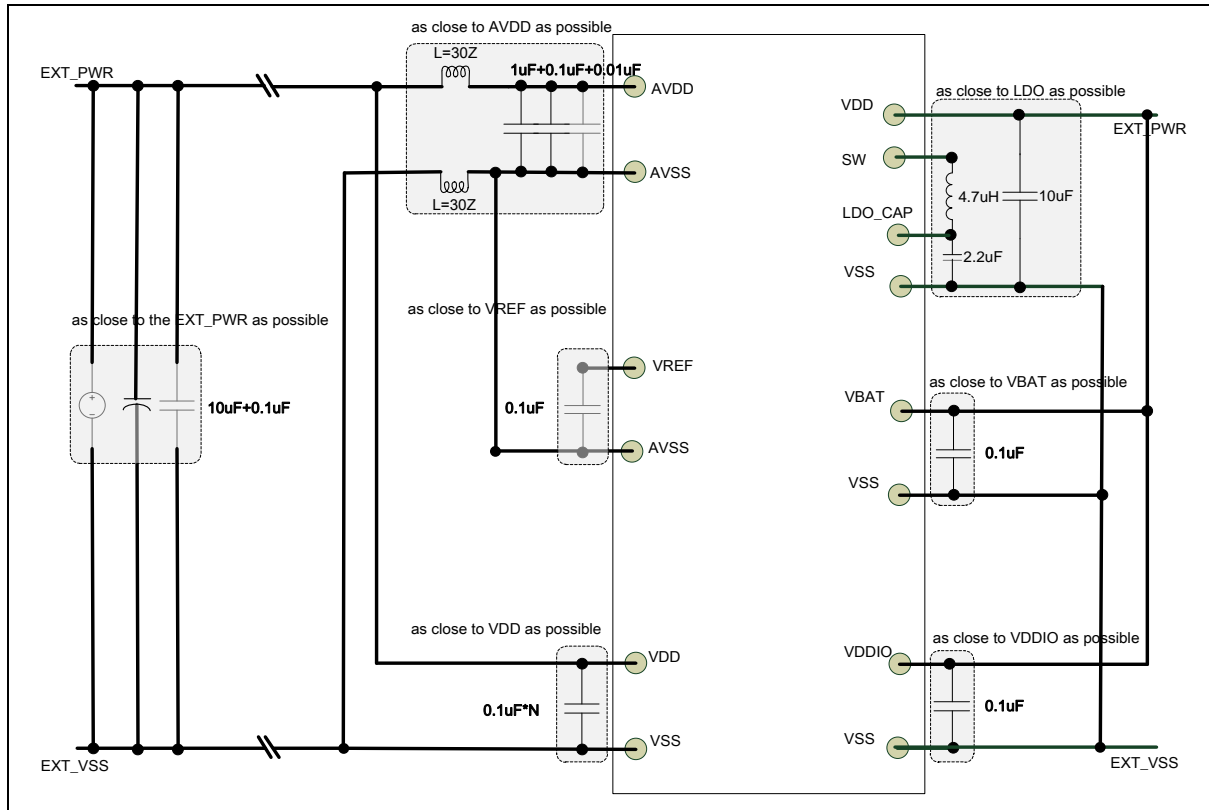 as close to AVDD as possible
L=30Z
EXT_PWR
1uF+0.1uF+0.01uF
AVDD
AVSS
L=30Z
as close to LDO as possible
VDD
EXT_PWR
SW
4.7uH
10uF
LDO_CAP
2.2uF
VSS
as close to VREF as possible
as close to the EXT_PWR as possible
+
−
10uF+0.1uF
VREF
0.1uF
AVSS
as close to VBAT as possible
VBAT
0.1uF
VSS
as close to VDD as possible
VDD
0.1uF*N
VSS
as close to VDDIO as possible
VDDIO
0.1uF
VSS
EXT_VSS
EXT_VSS